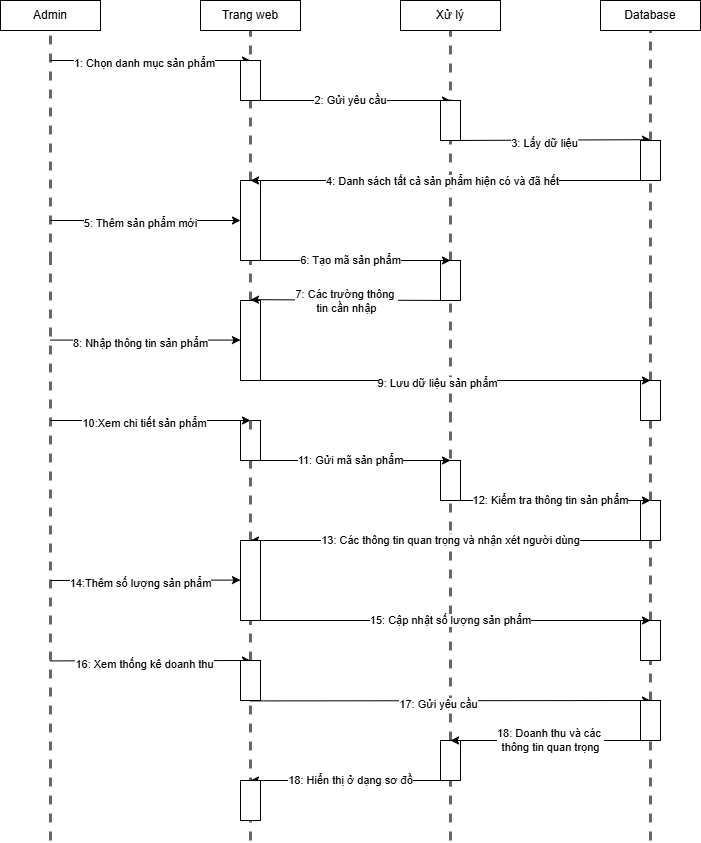 Admin
Trang web
Xử lý
Database
1: Chọn danh mục sản phẩm
2: Gửi yêu cầu
3: Lấy dữ liệu
4: Danh sách tất cả sản phẩm hiện có và đã hết
5: Thêm sản phẩm mới
6: Tạo mã sản phẩm
7: Các trường thông
tin cần nhập
8: Nhập thông tin sản phẩm
9: Lưu dữ liệu sản phẩm
10:Xem chi tiết sản phẩm
11: Gửi mã sản phẩm
12: Kiểm tra thông tin sản phẩm
13: Các thông tin quan trọng và nhận xét người dùng
14:Thêm số lượng sản phẩm
15: Cập nhật số lượng sản phẩm
16: Xem thống kê doanh thu
17: Gửi yêu cầu
18: Doanh thu và các
thông tin quan trọng
18: Hiển thị ở dạng sơ đồ